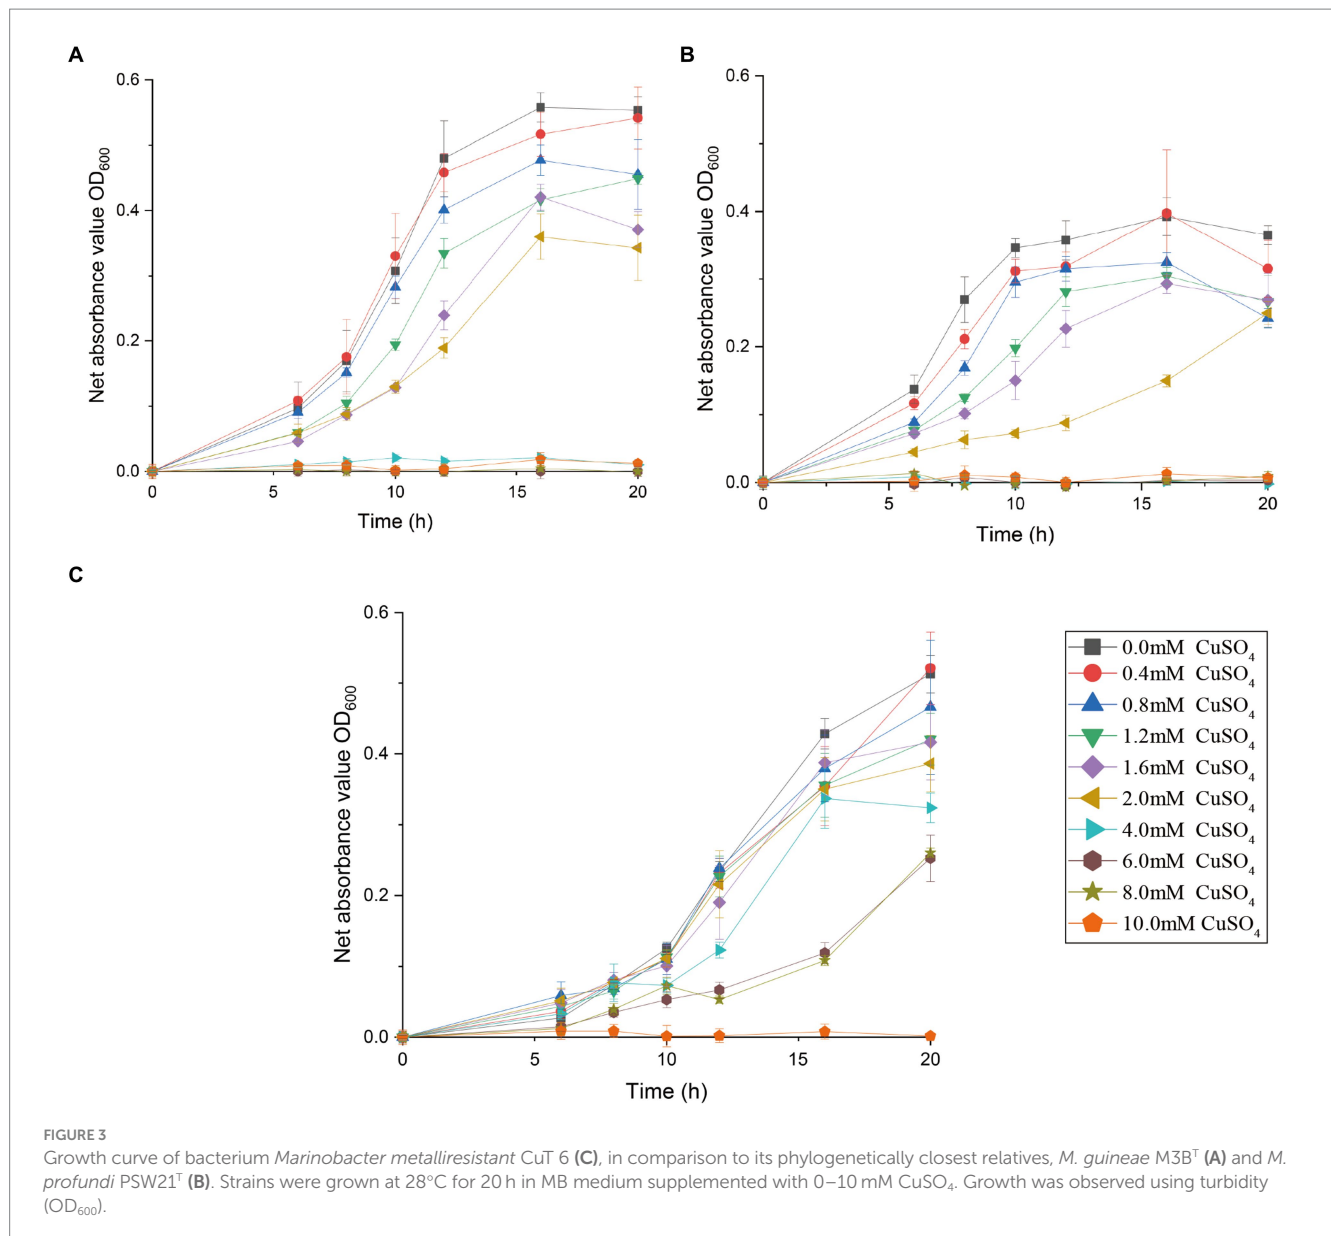 A
0.6
0.4
0.2
0.0
Net absorbance value OD₆₀₀
0
5
10
15
20
Time (h)
B
0.6
0.4
0.2
0.0
Net absorbance value OD₆₀₀
0
5
10
15
20
Time (h)
C
0.6
0.4
0.2
0.0
Net absorbance value OD₆₀₀
0
5
10
15
20
Time (h)
0.0mM CuSO₄
0.4mM CuSO₄
0.8mM CuSO₄
1.2mM CuSO₄
1.6mM CuSO₄
2.0mM CuSO₄
4.0mM CuSO₄
6.0mM CuSO₄
8.0mM CuSO₄
10.0mM CuSO₄
FIGURE 3
Growth curve of bacterium Marinobacter metalliresistant CuT 6 (C), in comparison to its phylogenetically closest relatives, M. guineae M3Bᵀ (A) and M.
profundi PSW21ᵀ (B). Strains were grown at 28°C for 20 h in MB medium supplemented with 0–10 mM CuSO₄. Growth was observed using turbidity
(OD₆₀₀).